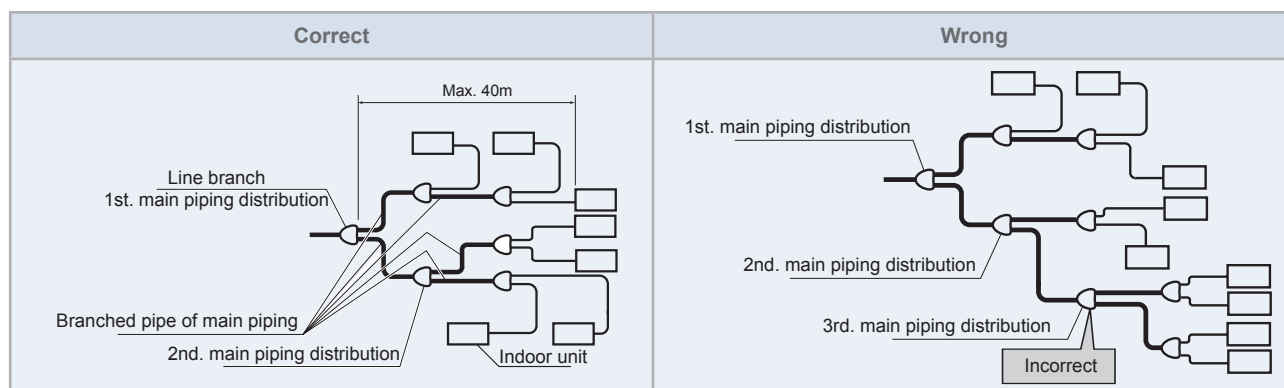 Correct
Wrong
Max. 40m
Line branch
1st. main piping distribution
Branched pipe of main piping
2nd. main piping distribution
Indoor unit
1st. main piping distribution
2nd. main piping distribution
3rd. main piping distribution
Incorrect